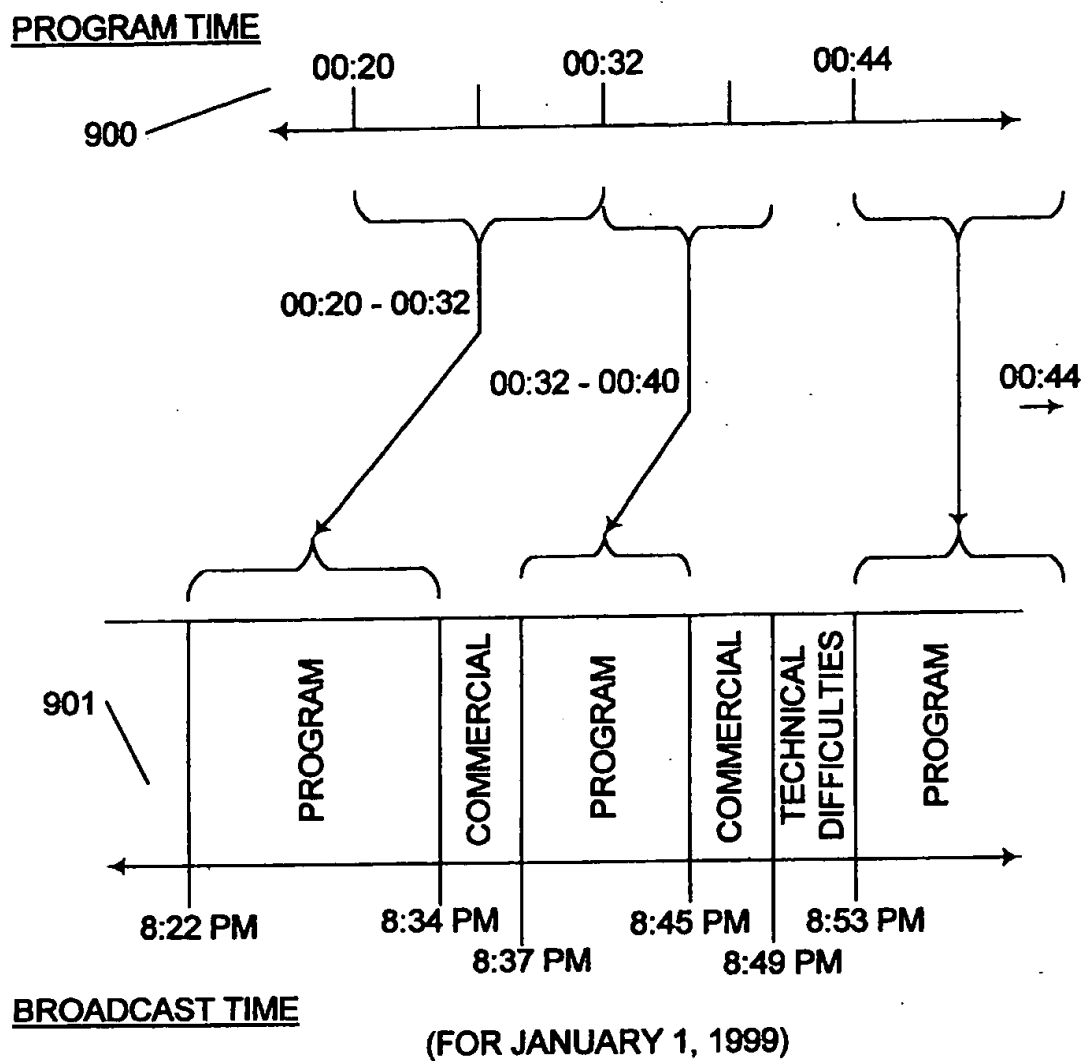 PROGRAM TIME
00:20
00:32
00:44
900
00:20 - 00:32
00:32 - 00:40
00:44
901
PROGRAM
COMMERCIAL
PROGRAM
COMMERCIAL
TECHNICAL
DIFFICULTIES
PROGRAM
8:22 PM
8:34 PM
8:37 PM
8:45 PM
8:49 PM
8:53 PM
BROADCAST TIME
(FOR JANUARY 1, 1999)